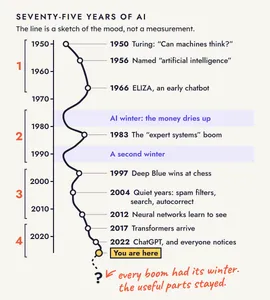 SEVENTY-FIVE YEARS OF AI
The line is a sketch of the mood, not a measurement.
1950
1950 Turing: “Can machines think?”
1956 Named “artificial intelligence”
1
1960
1966 ELIZA, an early chatbot
1970
AI winter: the money dries up
2
1980
1983 The “expert systems” boom
1990
A second winter
1997 Deep Blue wins at chess
2000
3
2004 Quiet years: spam filters,
search, autocorrect
2010
2012 Neural networks learn to see
2017 Transformers arrive
4
2020
2022 ChatGPT, and everyone notices
You are here
?
every boom had its winter.
the useful parts stayed.